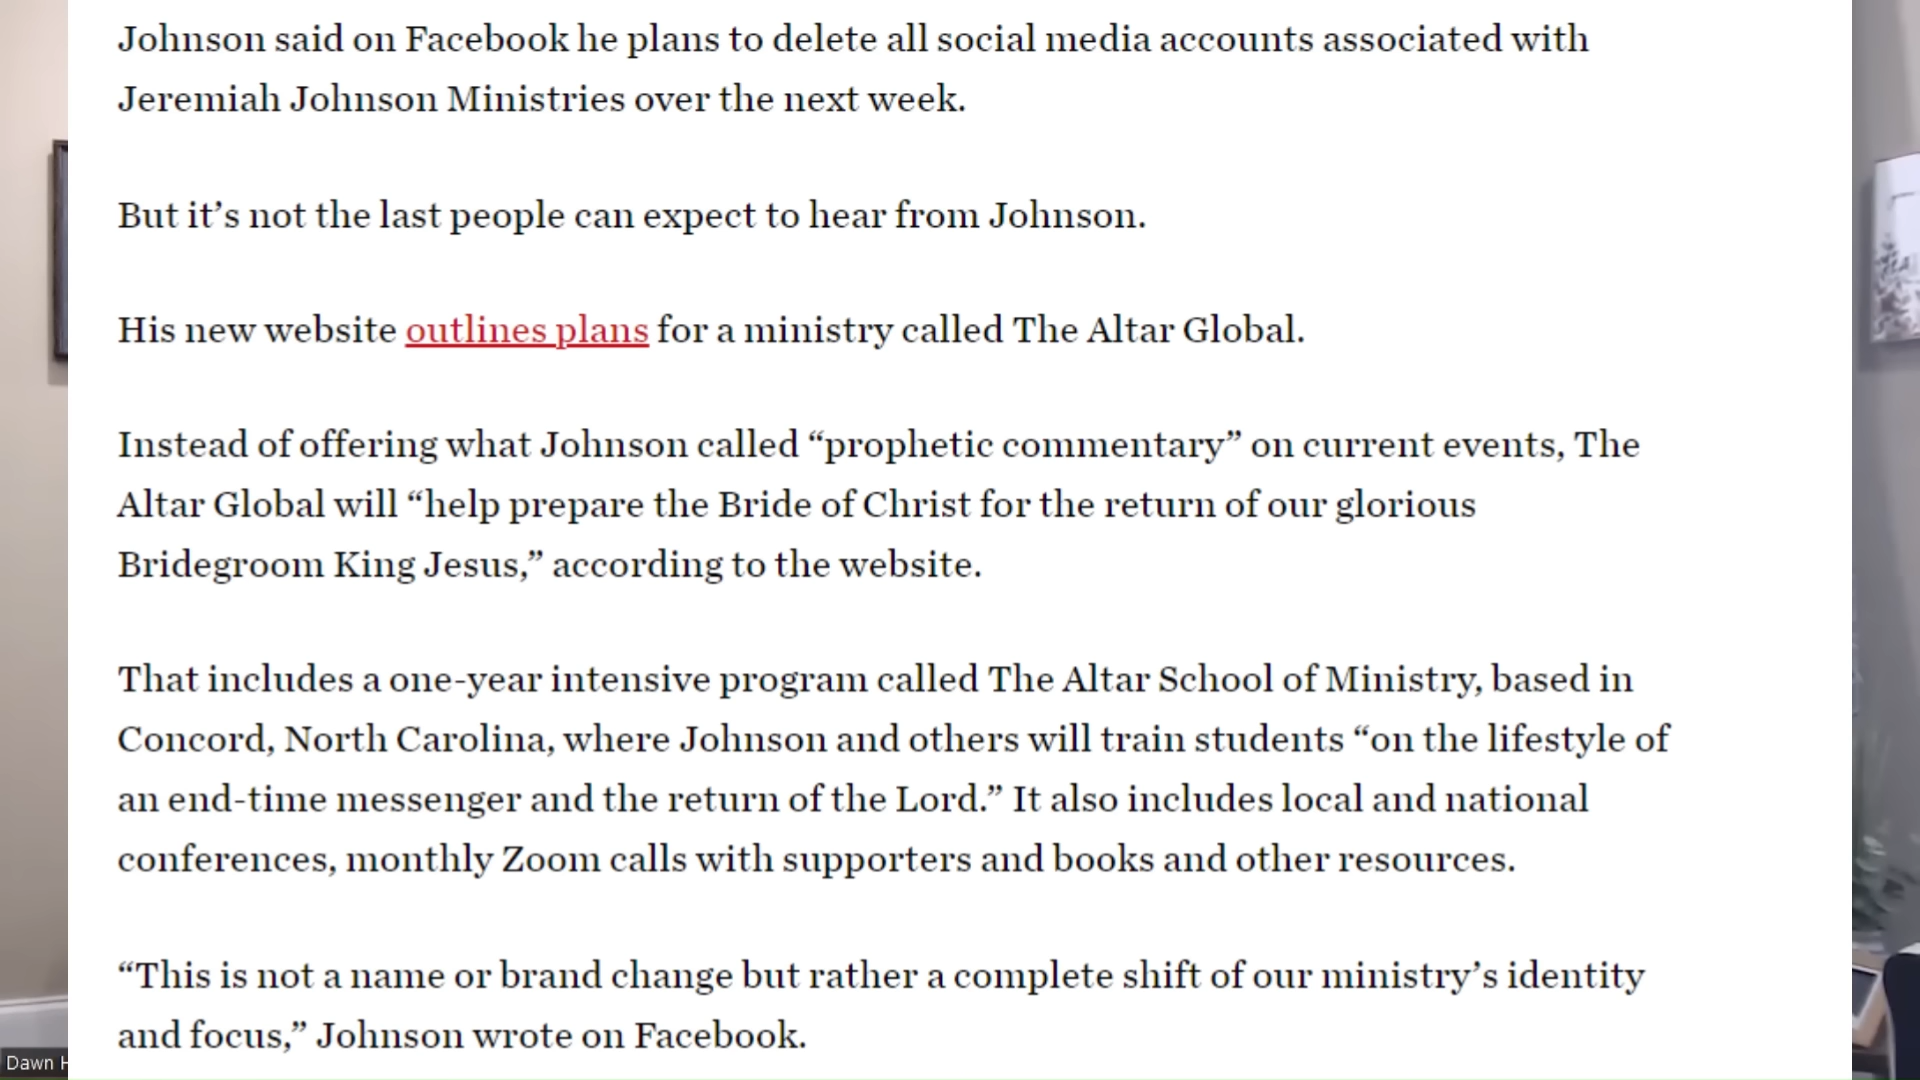 Johnson said on Facebook he plans to delete all social media accounts associated with
Jeremiah Johnson Ministries over the next week.
But it’s not the last people can expect to hear from Johnson.
His new website outlines plans for a ministry called The Altar Global.
Instead of offering what Johnson called “prophetic commentary” on current events, The
Altar Global will “help prepare the Bride of Christ for the return of our glorious
Bridegroom King Jesus,” according to the website.
That includes a one-year intensive program called The Altar School of Ministry, based in
Concord, North Carolina, where Johnson and others will train students “on the lifestyle of
an end-time messenger and the return of the Lord.” It also includes local and national
conferences, monthly Zoom calls with supporters and books and other resources.
“This is not a name or brand change but rather a complete shift of our ministry’s identity
and focus,” Johnson wrote on Facebook.
Dawn H